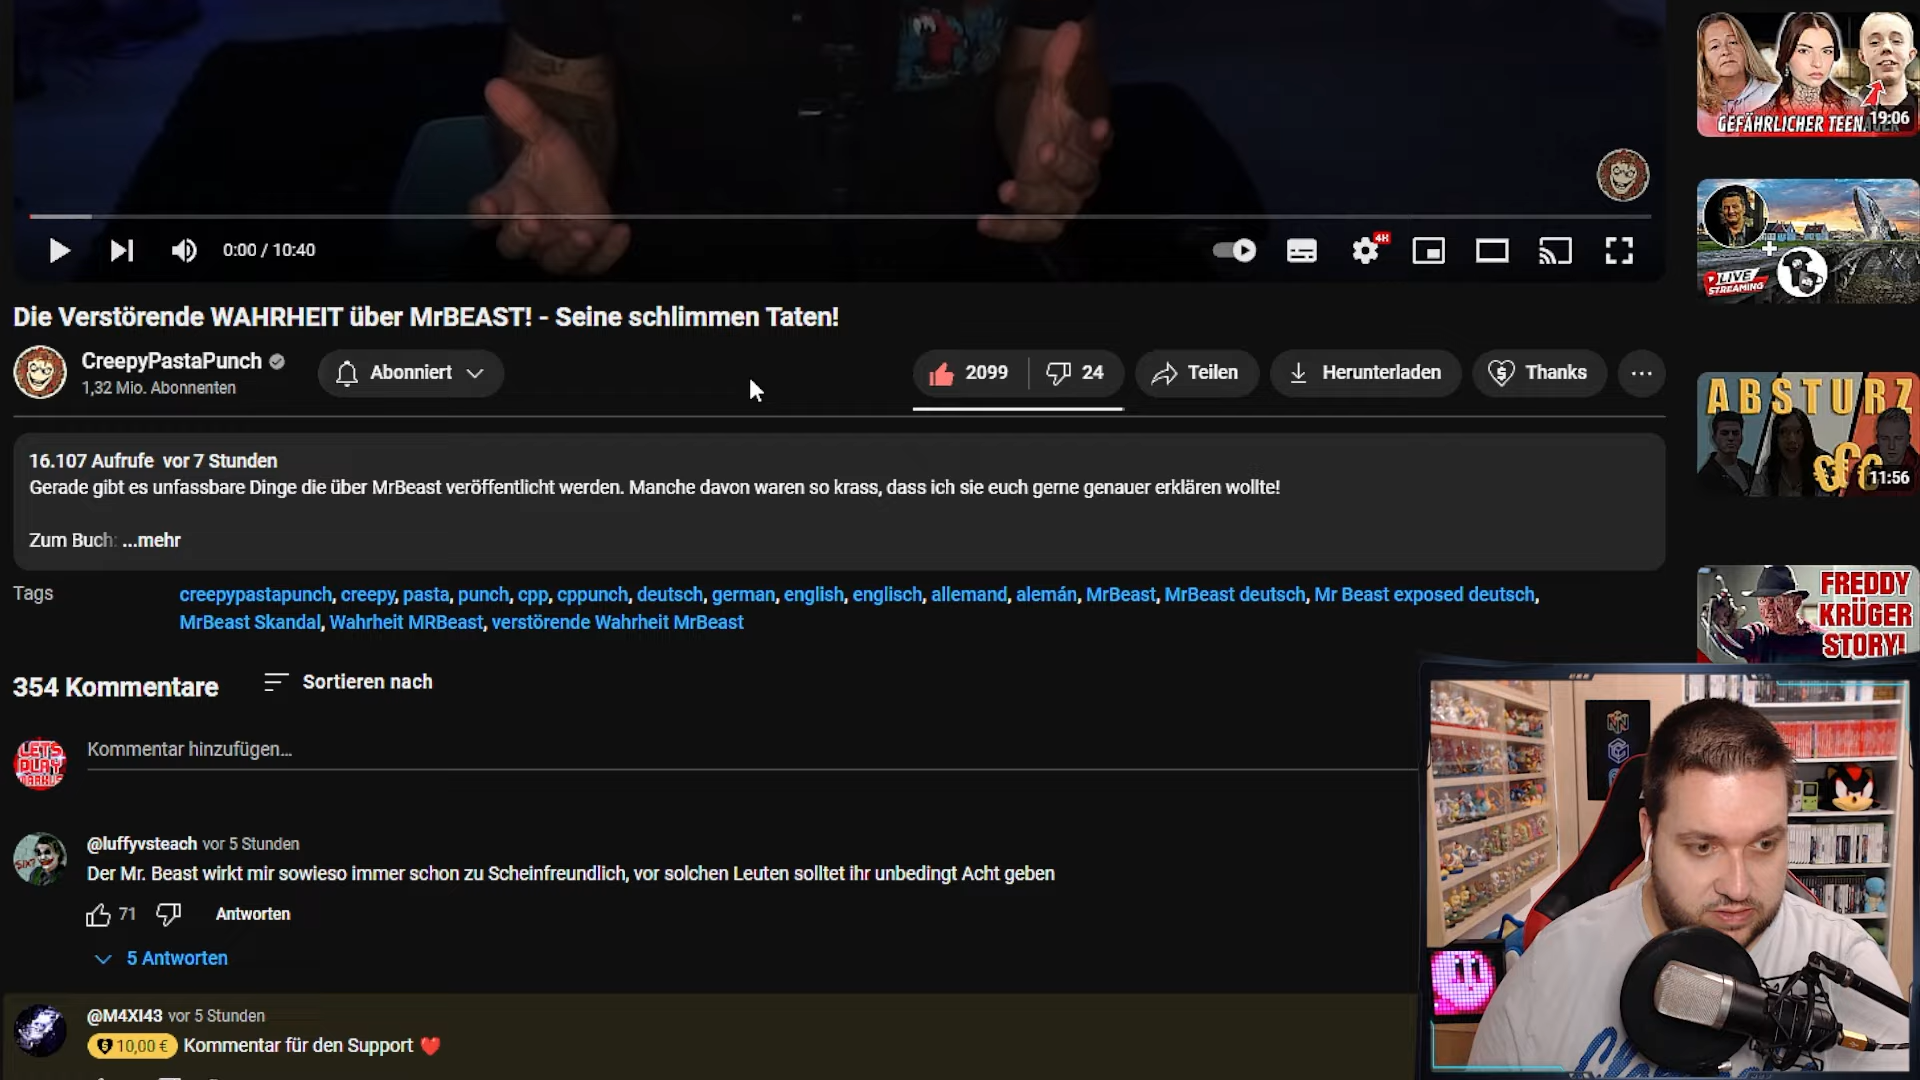 GEFÄHRLICHER TEENAGER
19:06
LIVE
STREAMING
0:00 / 10:40
4K
Die Verstörende WAHRHEIT über MrBEAST! - Seine schlimmen Taten!
CreepyPastaPunch
1,32 Mio. Abonnenten
Abonniert
2099
24
Teilen
Herunterladen
Thanks
ABSTURZ
11:56
16.107 Aufrufe vor 7 Stunden
Gerade gibt es unfassbare Dinge die über MrBeast veröffentlicht werden. Manche davon waren so krass, dass ich sie euch gerne genauer erklären wollte!
Zum Buch: ...mehr
Tags
creepypastapunch, creepy, pasta, punch, cpp, cppunch, deutsch, german, english, englisch, allemand, alemán, MrBeast, MrBeast deutsch, Mr Beast exposed deutsch,
MrBeast Skandal, Wahrheit MRBeast, verstörende Wahrheit MrBeast
FREDDY
KRÜGER
STORY!
354 Kommentare
Sortieren nach
LETS
PLAY
MARKUS
Kommentar hinzufügen...
@luffyvsteach vor 5 Stunden
Der Mr. Beast wirkt mir sowieso immer schon zu Scheinfreundlich, vor solchen Leuten solltet ihr unbedingt Acht geben
71
Antworten
5 Antworten
@M4XI43 vor 5 Stunden
10,00 € Kommentar für den Support